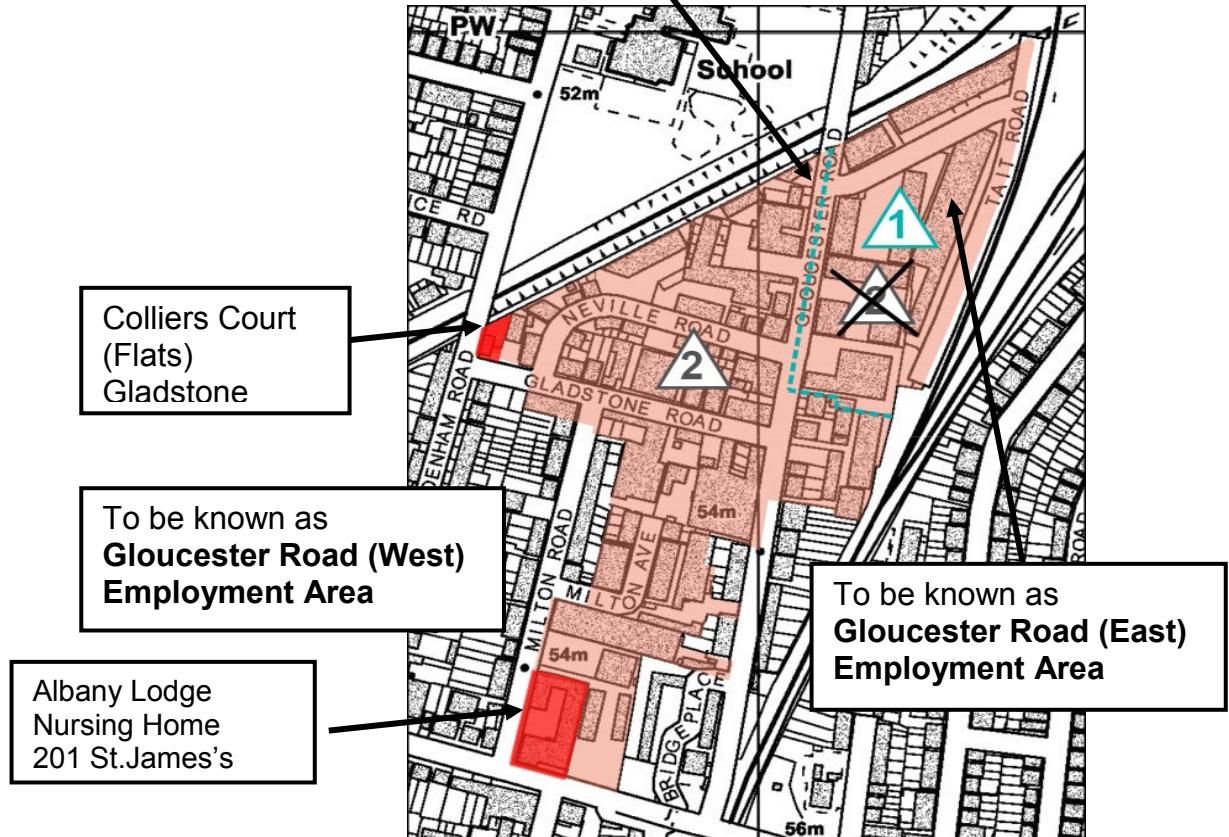 PW
School
52m
TAIT ROAD
GLOUCESTER ROAD
1
ICE RD
2
Colliers Court
(Flats)
Gladstone
NEVILLE ROAD
2
GLADSTONE ROAD
DENHAM ROAD
54m
To be known as
Gloucester Road (West)
Employment Area
MILTON ROAD
MILTON AVE
To be known as
Gloucester Road (East)
Employment Area
ROAD
54m
Albany Lodge
Nursing Home
201 St.James's
BRIDGE PLACE
56m